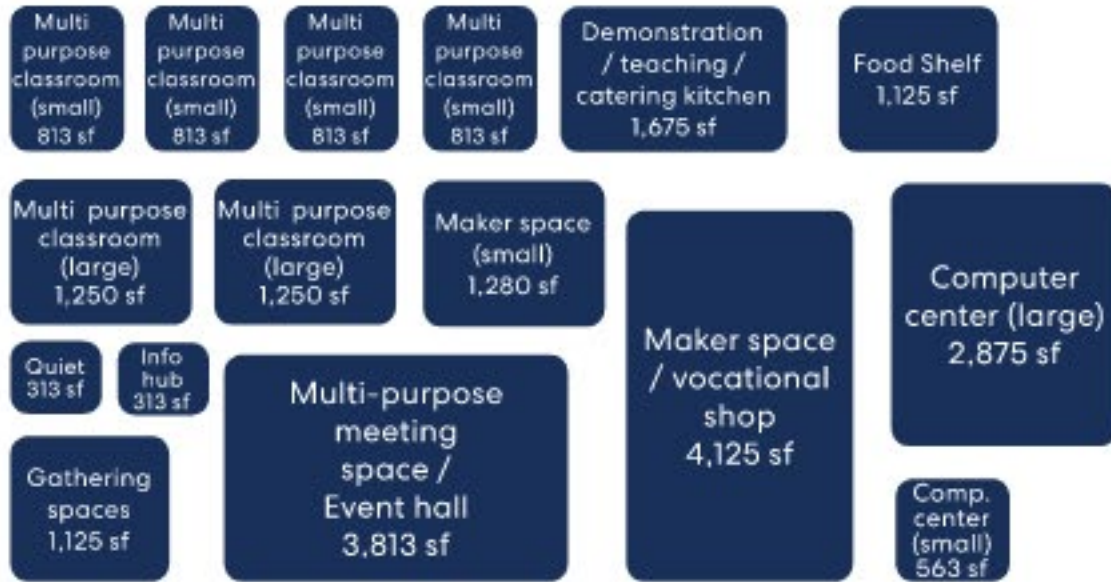 Multi
purpose
classroom
(small)
813 sf
Multi
purpose
classroom
(small)
813 sf
Multi
purpose
classroom
(small)
813 sf
Multi
purpose
classroom
(small)
813 sf
Demonstration
/ teaching /
catering kitchen
1,675 sf
Food Shelf
1,125 sf
Multi purpose
classroom
(large)
1,250 sf
Multi purpose
classroom
(large)
1,250 sf
Maker space
(small)
1,280 sf
Maker space
/ vocational
shop
4,125 sf
Computer
center (large)
2,875 sf
Quiet
313 sf
Info
hub
313 sf
Multi-purpose
meeting
space /
Event hall
3,813 sf
Gathering
spaces
1,125 sf
Comp.
center
(small)
563 sf